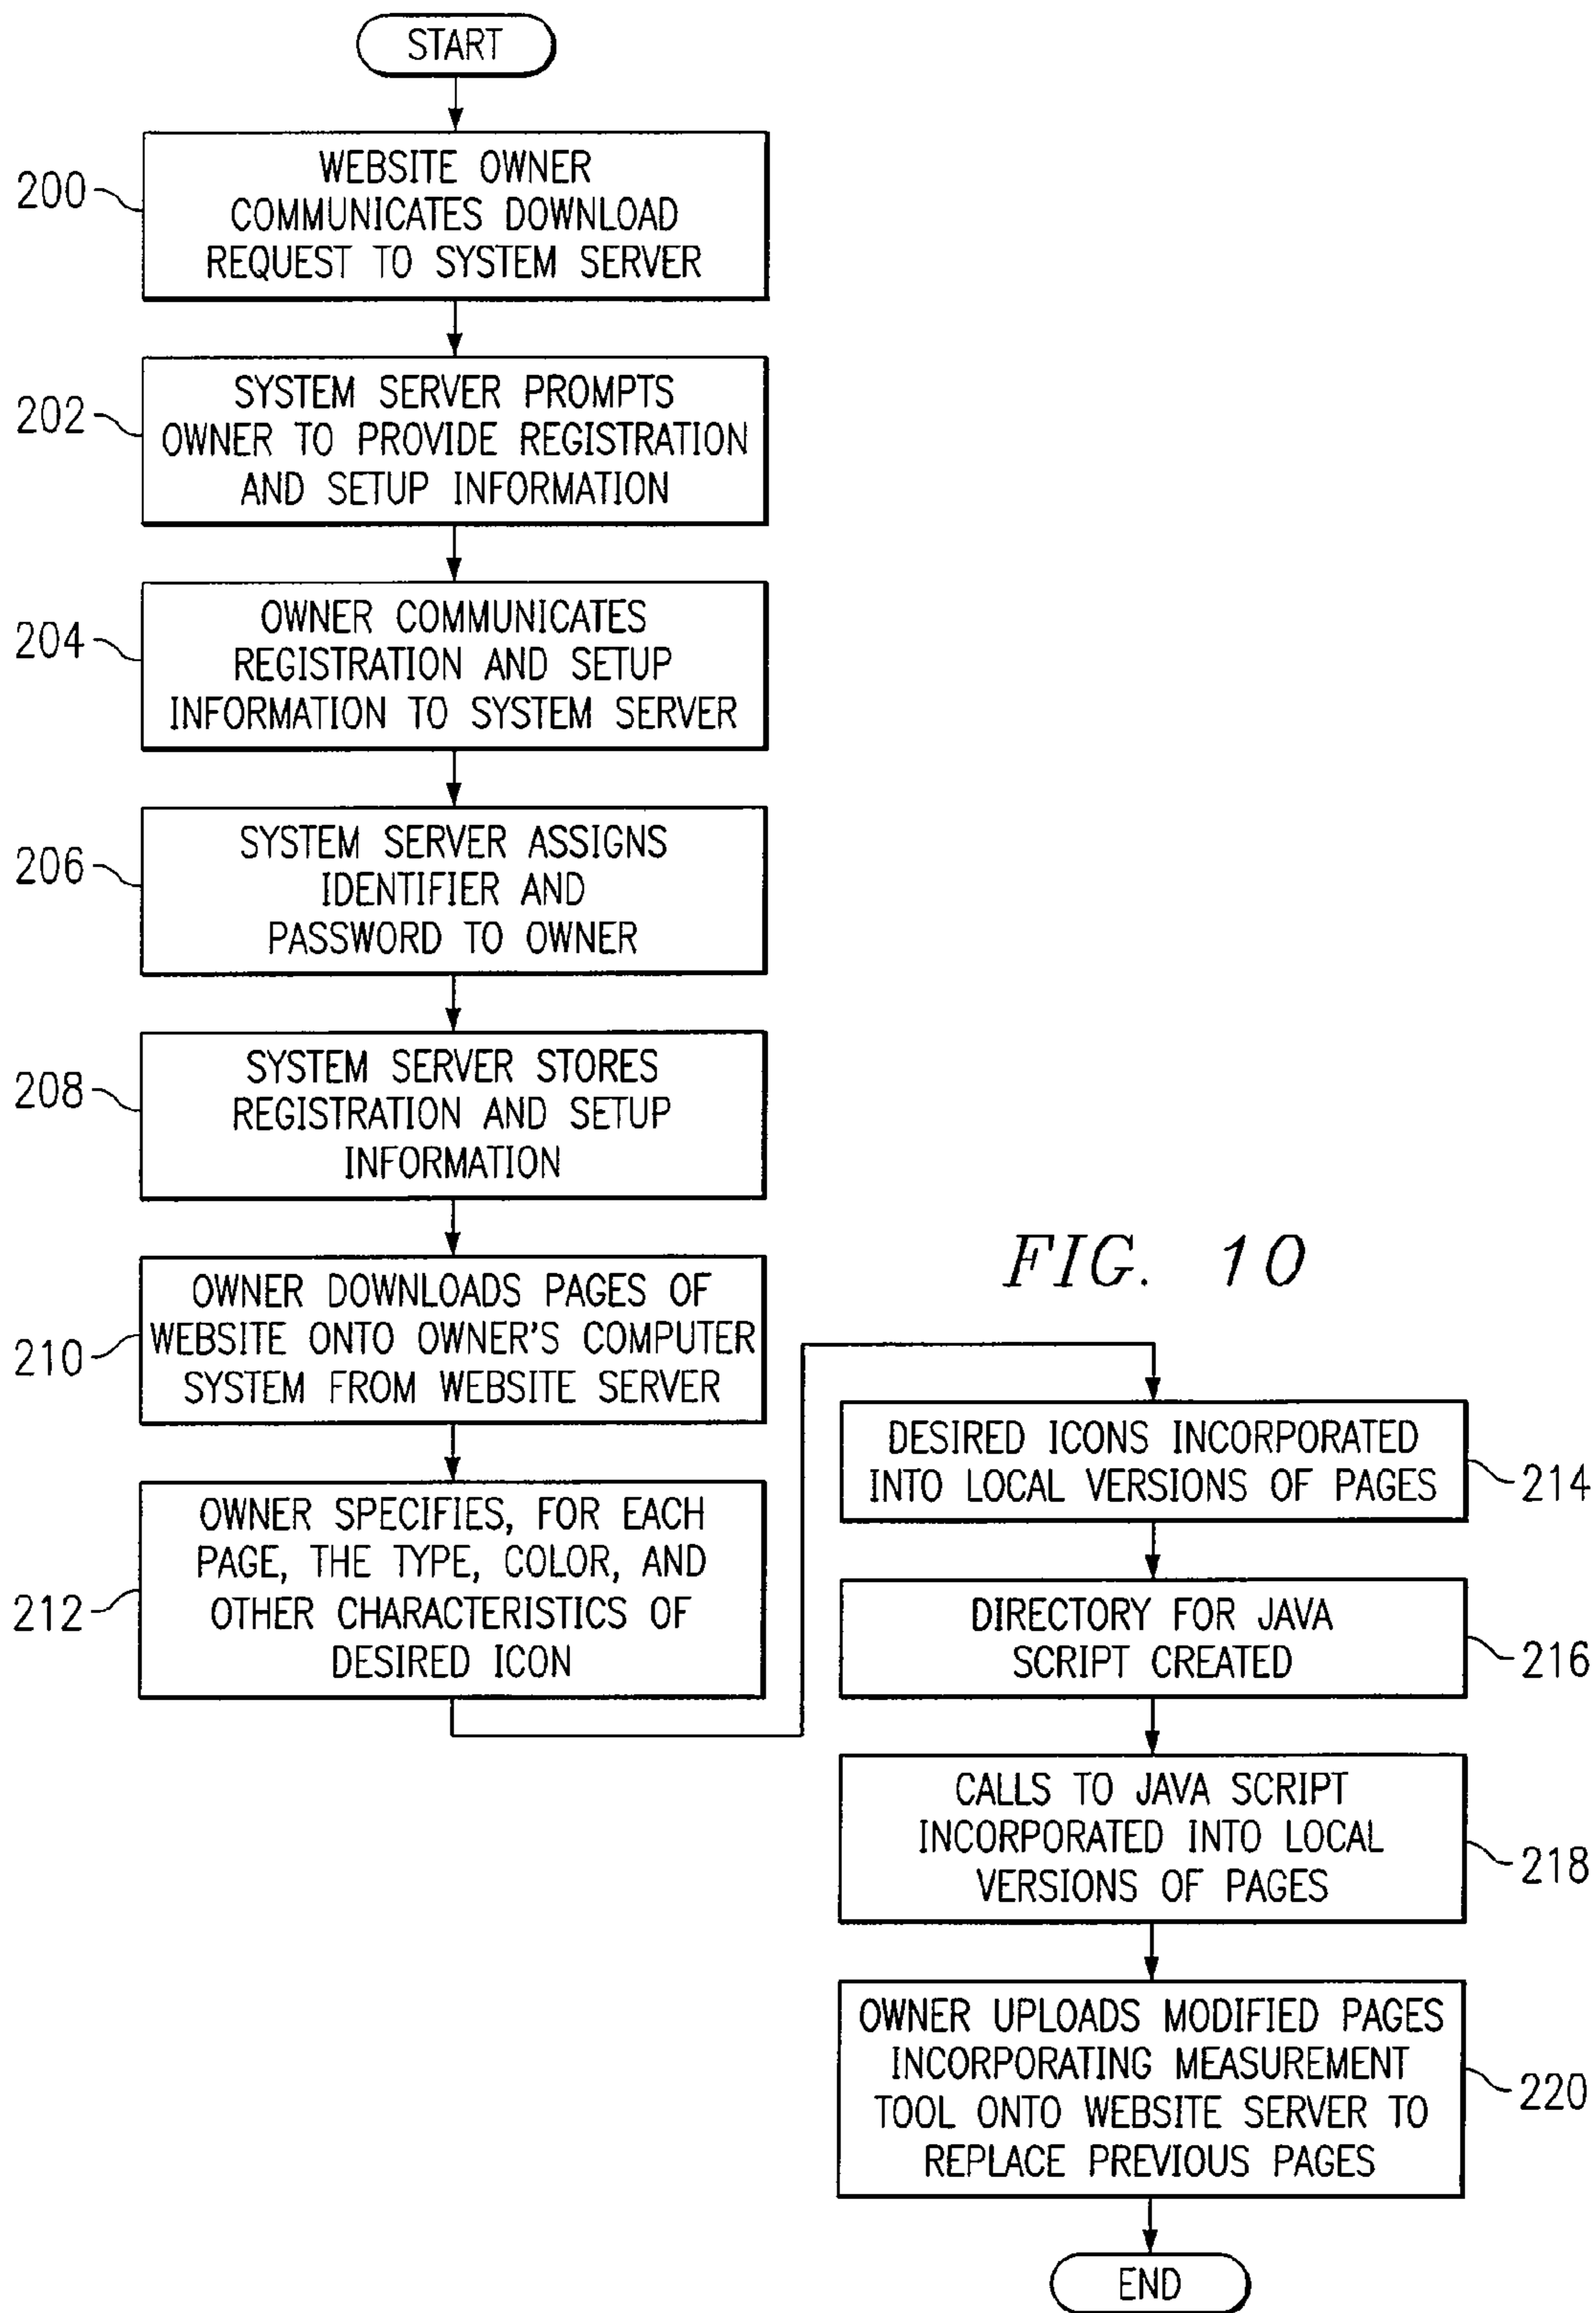 START
200
WEBSITE OWNER
COMMUNICATES DOWNLOAD
REQUEST TO SYSTEM SERVER
202
SYSTEM SERVER PROMPTS
OWNER TO PROVIDE REGISTRATION
AND SETUP INFORMATION
204
OWNER COMMUNICATES
REGISTRATION AND SETUP
INFORMATION TO SYSTEM SERVER
206
SYSTEM SERVER ASSIGNS
IDENTIFIER AND
PASSWORD TO OWNER
208
SYSTEM SERVER STORES
REGISTRATION AND SETUP
INFORMATION
210
OWNER DOWNLOADS PAGES OF
WEBSITE ONTO OWNER'S COMPUTER
SYSTEM FROM WEBSITE SERVER
212
OWNER SPECIFIES, FOR EACH
PAGE, THE TYPE, COLOR, AND
OTHER CHARACTERISTICS OF
DESIRED ICON
FIG. 10
DESIRED ICONS INCORPORATED
INTO LOCAL VERSIONS OF PAGES
214
DIRECTORY FOR JAVA
SCRIPT CREATED
216
CALLS TO JAVA SCRIPT
INCORPORATED INTO LOCAL
VERSIONS OF PAGES
218
OWNER UPLOADS MODIFIED PAGES
INCORPORATING MEASUREMENT
TOOL ONTO WEBSITE SERVER TO
REPLACE PREVIOUS PAGES
220
END